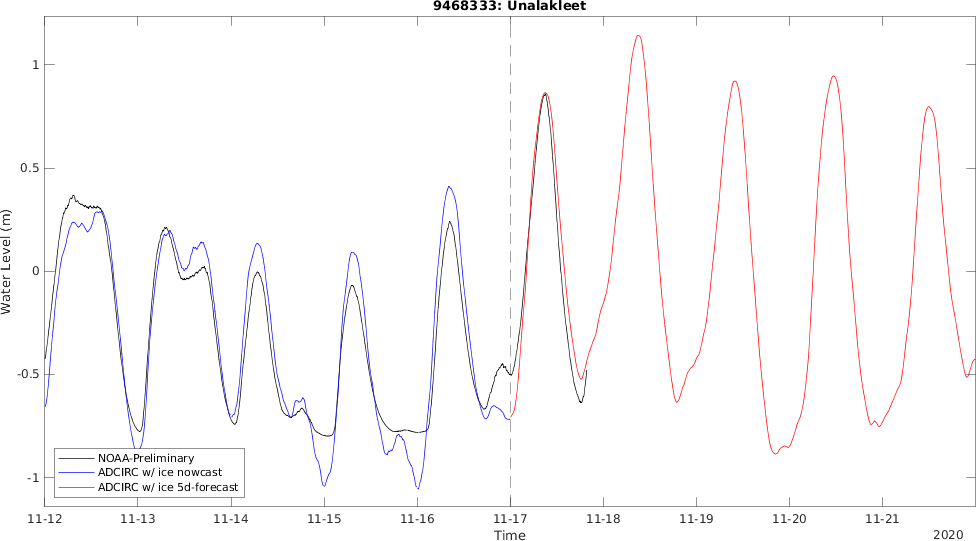 9468333: Unalakleet
Water Level (m)
1
0.5
0
-0.5
-1
NOAA-Preliminary
ADCIRC w/ ice nowcast
ADCIRC w/ ice 5d-forecast
11-12 11-13 11-14 11-15 11-16 11-17 11-18 11-19 11-20 11-21
Time
2020